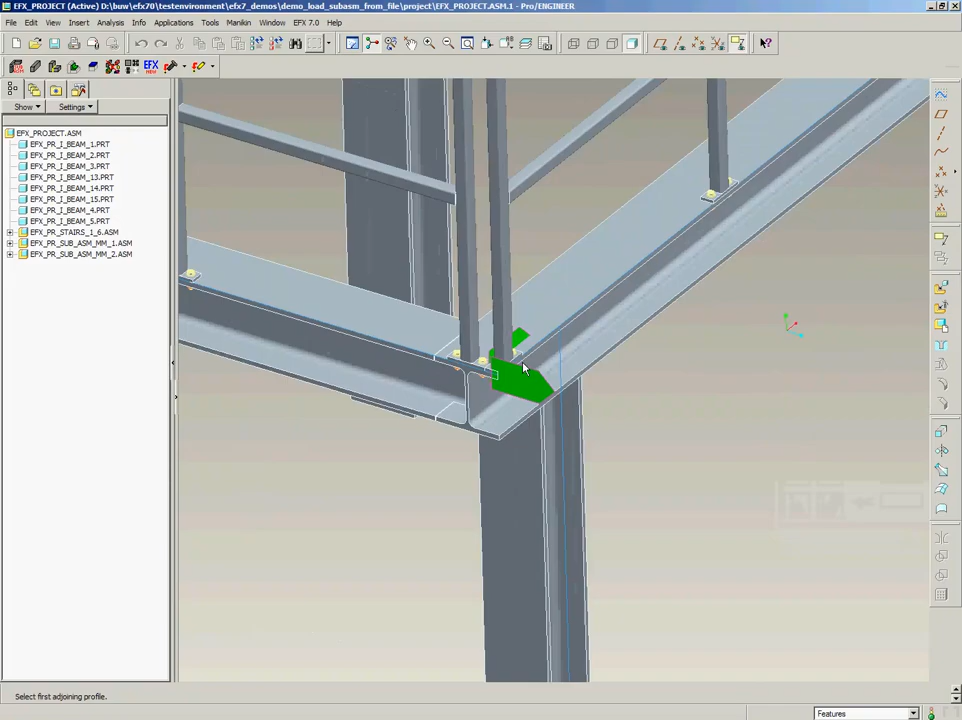 EFX_PROJECT (Active) D:\buw\efx70\testenvironment\efx7_demos\demo_load_subasm_from_file\project\EFX_PROJECT.ASM.1 - Pro/ENGINEER
File Edit View Insert Analysis Info Applications Tools Manikin Window EFX 7.0 Help
EFX
Show Settings
EFX_PROJECT.ASM
EFX_PR_I_BEAM_1.PRT
EFX_PR_I_BEAM_2.PRT
EFX_PR_I_BEAM_3.PRT
EFX_PR_I_BEAM_13.PRT
EFX_PR_I_BEAM_14.PRT
EFX_PR_I_BEAM_15.PRT
EFX_PR_I_BEAM_4.PRT
EFX_PR_I_BEAM_5.PRT
EFX_PR_STAIRS_1_6.ASM
EFX_PR_SUB_ASM_MM_1.ASM
EFX_PR_SUB_ASM_MM_2.ASM
Select first adjoining profile.
Features